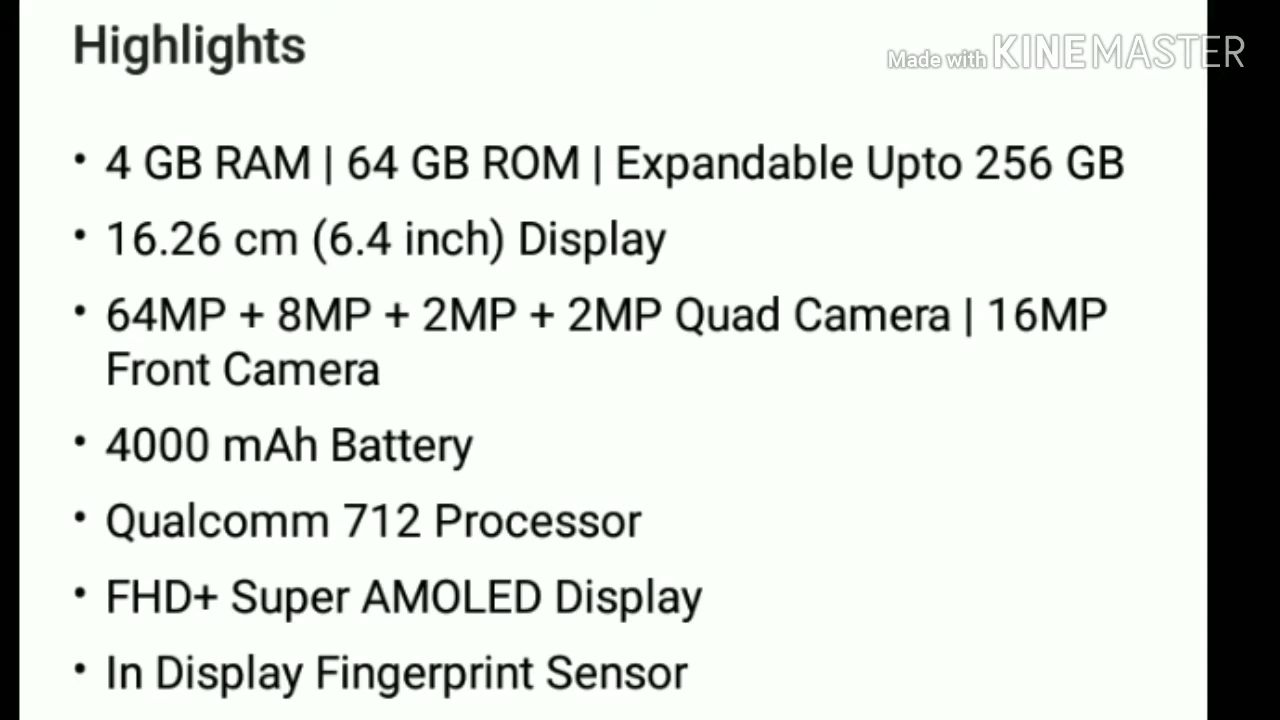 Highlights
Made with KINEMASTER
• 4 GB RAM | 64 GB ROM | Expandable Upto 256 GB
• 16.26 cm (6.4 inch) Display
• 64MP + 8MP + 2MP + 2MP Quad Camera | 16MP
Front Camera
• 4000 mAh Battery
• Qualcomm 712 Processor
• FHD+ Super AMOLED Display
• In Display Fingerprint Sensor